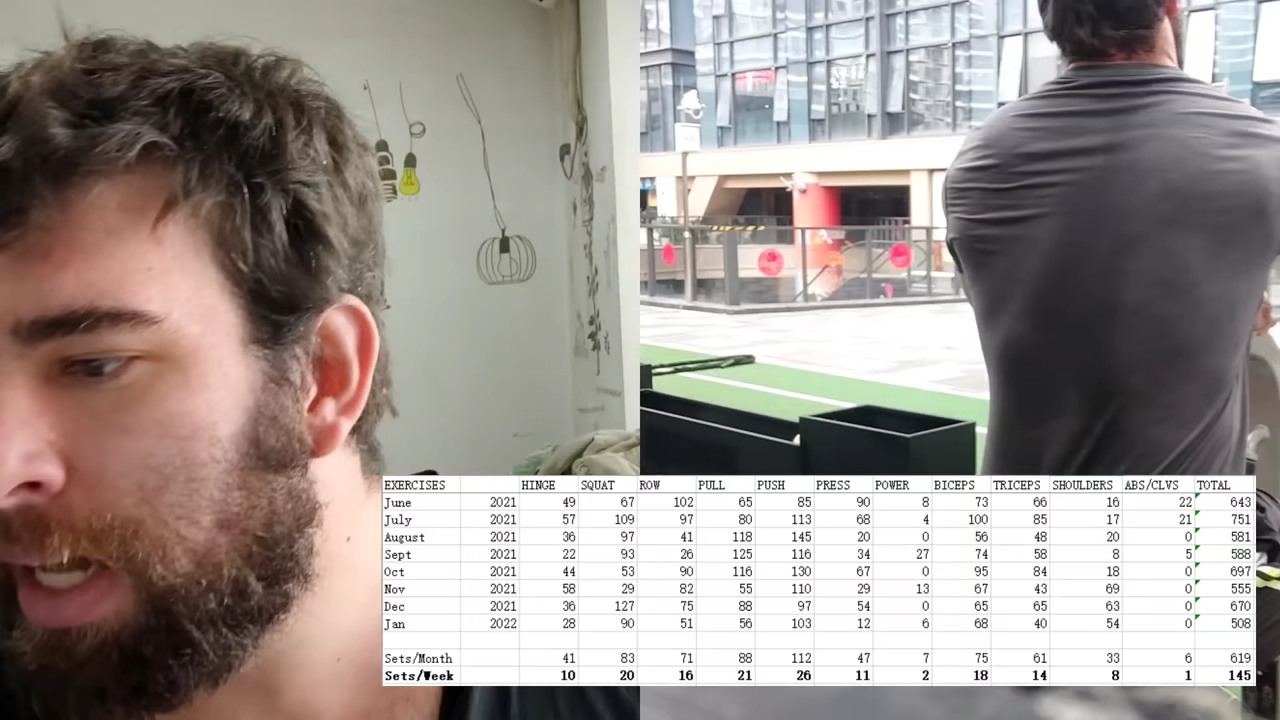 EXERCISES HINGE SQUAT ROW PULL PUSH PRESS POWER BICEPS TRICEPS SHOULDERS ABS/CLVS TOTAL
June 2021 49 67 102 65 85 90 8 73 66 16 22 643
July 2021 57 109 97 80 113 68 4 100 85 17 21 751
August 2021 36 97 41 118 145 20 0 56 48 20 0 581
Sept 2021 22 93 26 125 116 34 27 74 58 8 5 588
Oct 2021 44 53 90 116 130 67 0 95 84 18 0 697
Nov 2021 58 29 82 55 110 29 13 67 43 69 0 555
Dec 2021 36 127 75 88 97 54 0 65 65 63 0 670
Jan 2022 28 90 51 56 103 12 6 68 40 54 0 508
Sets/Month 41 83 71 88 112 47 7 75 61 33 6 619
Sets/Week 10 20 16 21 26 11 2 18 14 8 1 145